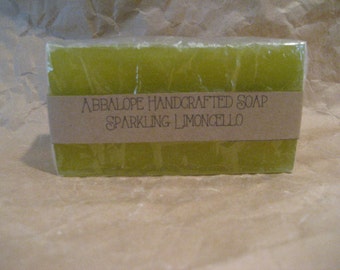 Abbalope Handcrafted Soap
Sparkling Limoncello